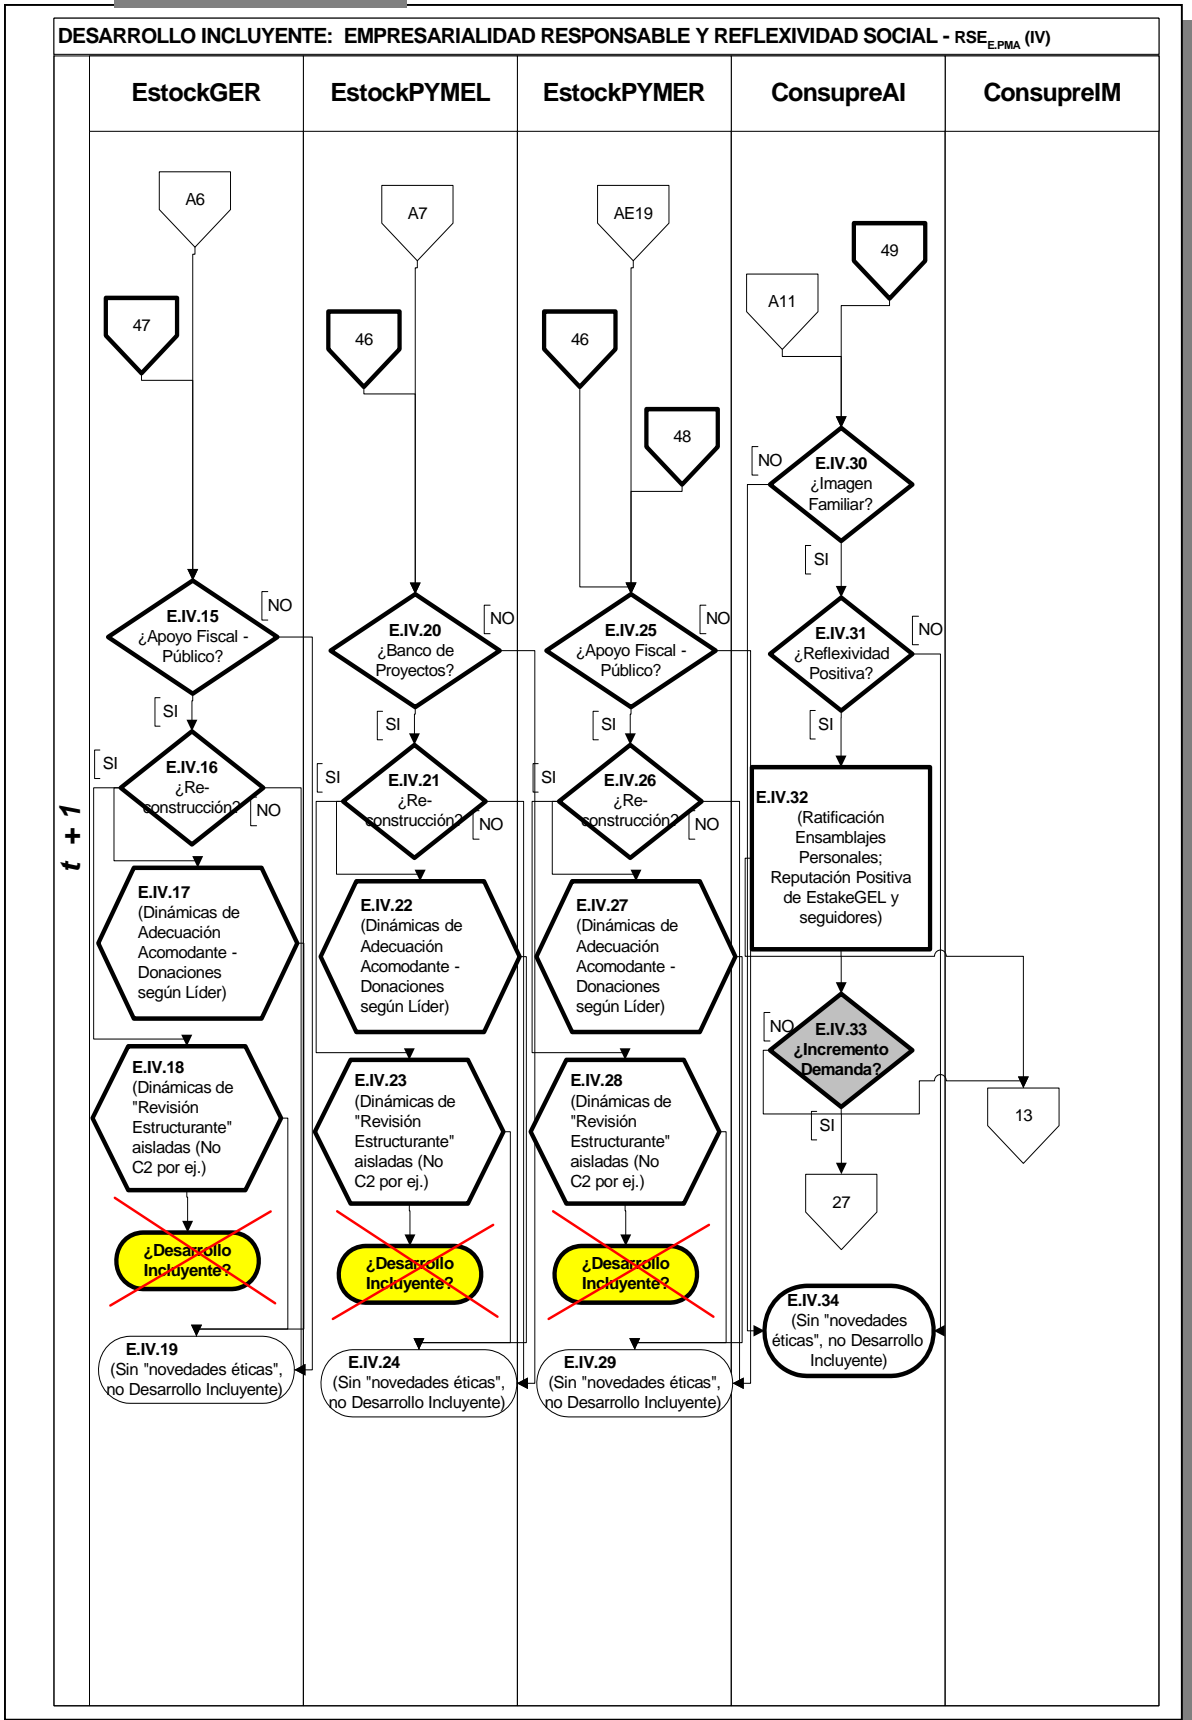 DESARROLLO INCLUYENTE: EMPRESARIALIDAD RESPONSABLE Y REFLEXIVIDAD SOCIAL - RSE E.PMA (IV)
EstockGER
EstockPYMEL
EstockPYMER
ConsupreAI
ConsupreIM
t + 1
A6
47
E.IV.15
¿Apoyo Fiscal -
Público?
NO
SI
SI
E.IV.16
¿Re-
construcción?
NO
E.IV.17
(Dinámicas de
Adecuación
Acomodante -
Donaciones
según Líder)
E.IV.18
(Dinámicas de
"Revisión
Estructurante"
aisladas (No
C2 por ej.)
¿Desarrollo
Incluyente?
E.IV.19
(Sin "novedades éticas",
no Desarrollo Incluyente)
A7
46
E.IV.20
¿Banco de
Proyectos?
NO
SI
SI
E.IV.21
¿Re-
construcción?
NO
E.IV.22
(Dinámicas de
Adecuación
Acomodante -
Donaciones
según Líder)
E.IV.23
(Dinámicas de
"Revisión
Estructurante"
aisladas (No
C2 por ej.)
¿Desarrollo
Incluyente?
E.IV.24
(Sin "novedades éticas",
no Desarrollo Incluyente)
AE19
46
48
E.IV.25
¿Apoyo Fiscal -
Público?
NO
SI
SI
E.IV.26
¿Re-
construcción?
NO
E.IV.27
(Dinámicas de
Adecuación
Acomodante -
Donaciones
según Líder)
E.IV.28
(Dinámicas de
"Revisión
Estructurante"
aisladas (No
C2 por ej.)
¿Desarrollo
Incluyente?
E.IV.29
(Sin "novedades éticas",
no Desarrollo Incluyente)
49
A11
NO
E.IV.30
¿Imagen
Familiar?
SI
E.IV.31
¿Reflexividad
Positiva?
NO
SI
E.IV.32
(Ratificación
Ensamblajes
Personales;
Reputación Positiva
de EstakeGEL y
seguidores)
NO
E.IV.33
¿Incremento
Demanda?
SI
27
E.IV.34
(Sin "novedades
éticas", no Desarrollo
Incluyente)
13